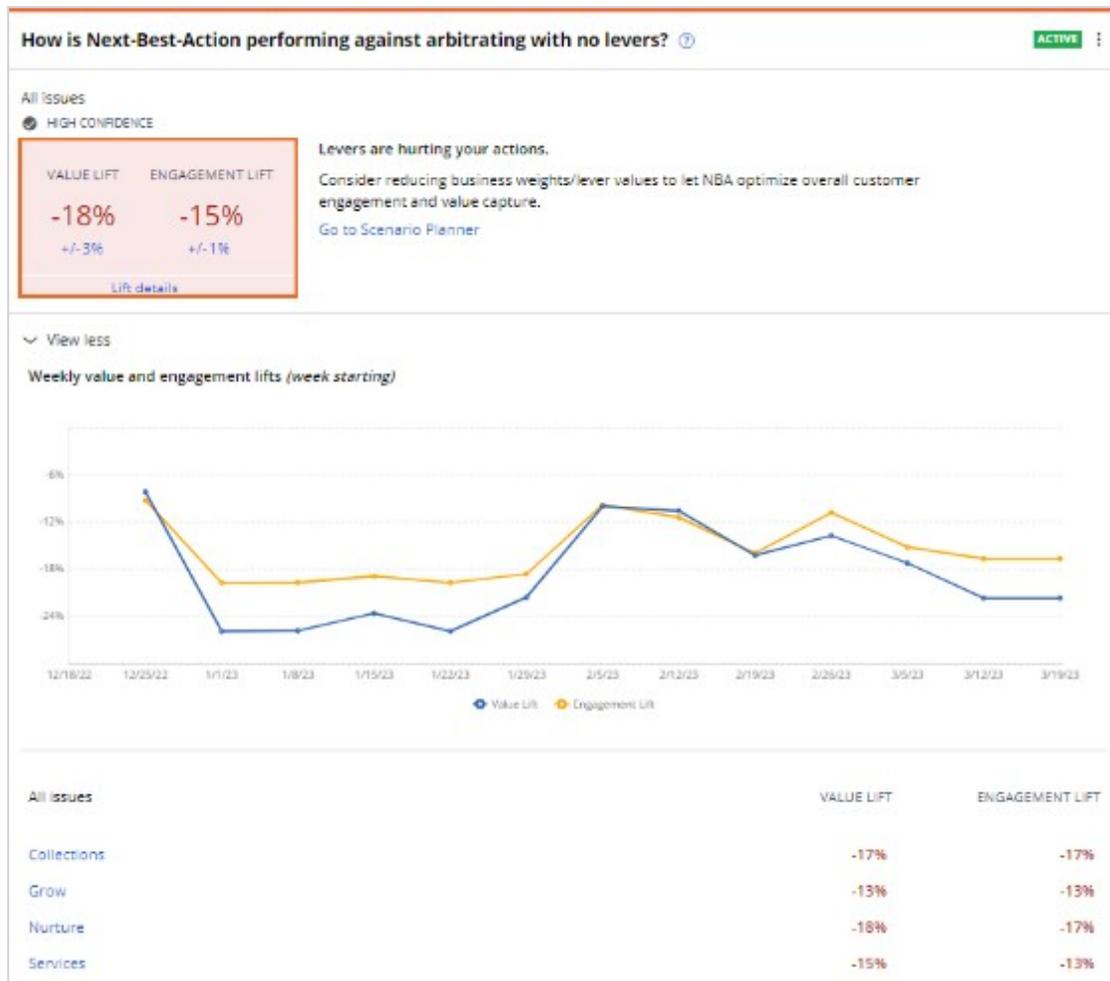 How is Next-Best-Action performing against arbitrating with no levers? ?
ACTIVE
All issues
HIGH CONFIDENCE
VALUE LIFT ENGAGEMENT LIFT
-18% -15%
+/-3% +/-1%
Lift details
Levers are hurting your actions.
Consider reducing business weights/lever values to let NBA optimize overall customer
engagement and value capture.
Go to Scenario Planner
View less
Weekly value and engagement lifts (week starting)
-6%
-12%
-18%
-24%
12/18/22 12/25/22 1/1/23 1/8/23 1/15/23 1/22/23 1/29/23 2/5/23 2/12/23 2/19/23 2/26/23 3/5/23 3/12/23 3/19/23
Value Lift Engagement Lift
All issues VALUE LIFT ENGAGEMENT LIFT
Collections -17% -17%
Grow -13% -13%
Nurture -18% -17%
Services -15% -13%